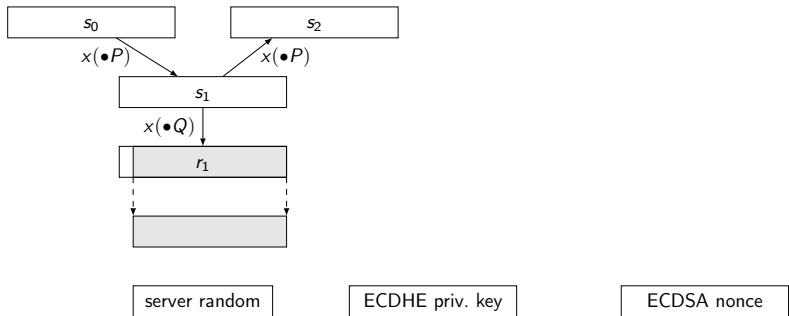 s₀ s₂
x(•P) x(•P)
s₁
x(•Q)
r₁
server random ECDHE priv. key ECDSA nonce